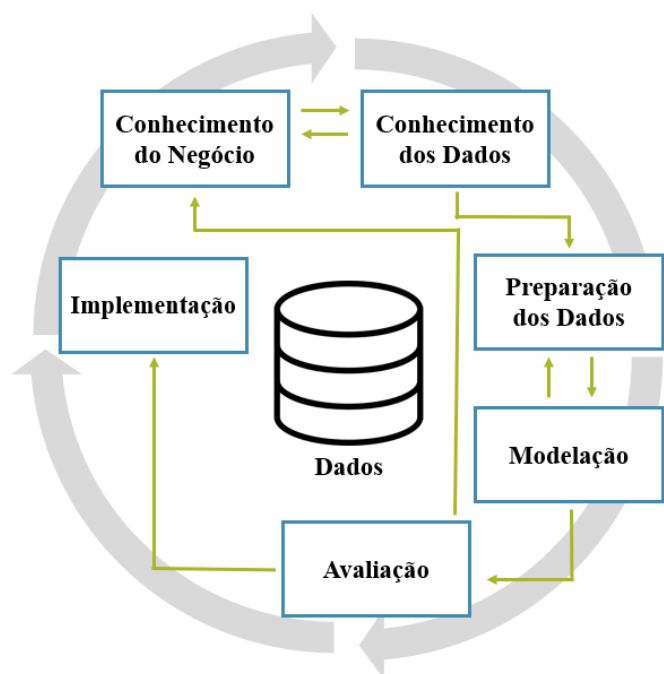 Conhecimento
do Negócio
Conhecimento
dos Dados
Implementação
Preparação
dos Dados
Dados
Modelação
Avaliação